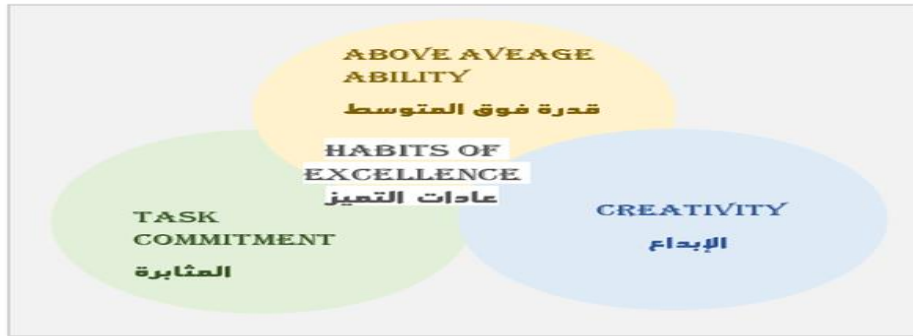 ABOVE AVEAGE
ABILITY
قدرة فوق المتوسط
HABITS OF
EXCELLENCE
عادات التميز
TASK
COMMITMENT
المثابرة
CREATIVITY
الإبداع